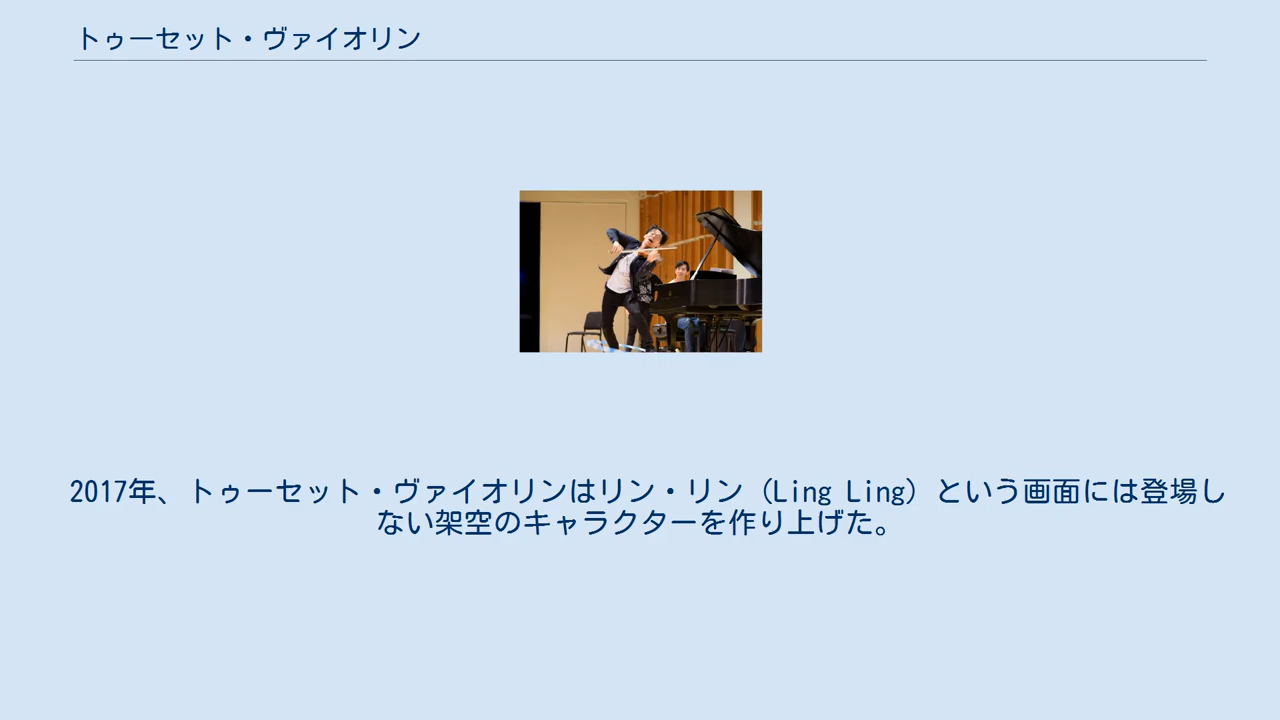 トゥーセット・ヴァイオリン
2017年、トゥーセット・ヴァイオリンはリン・リン（Ling Ling）という画面には登場し
ない架空のキャラクターを作り上げた。